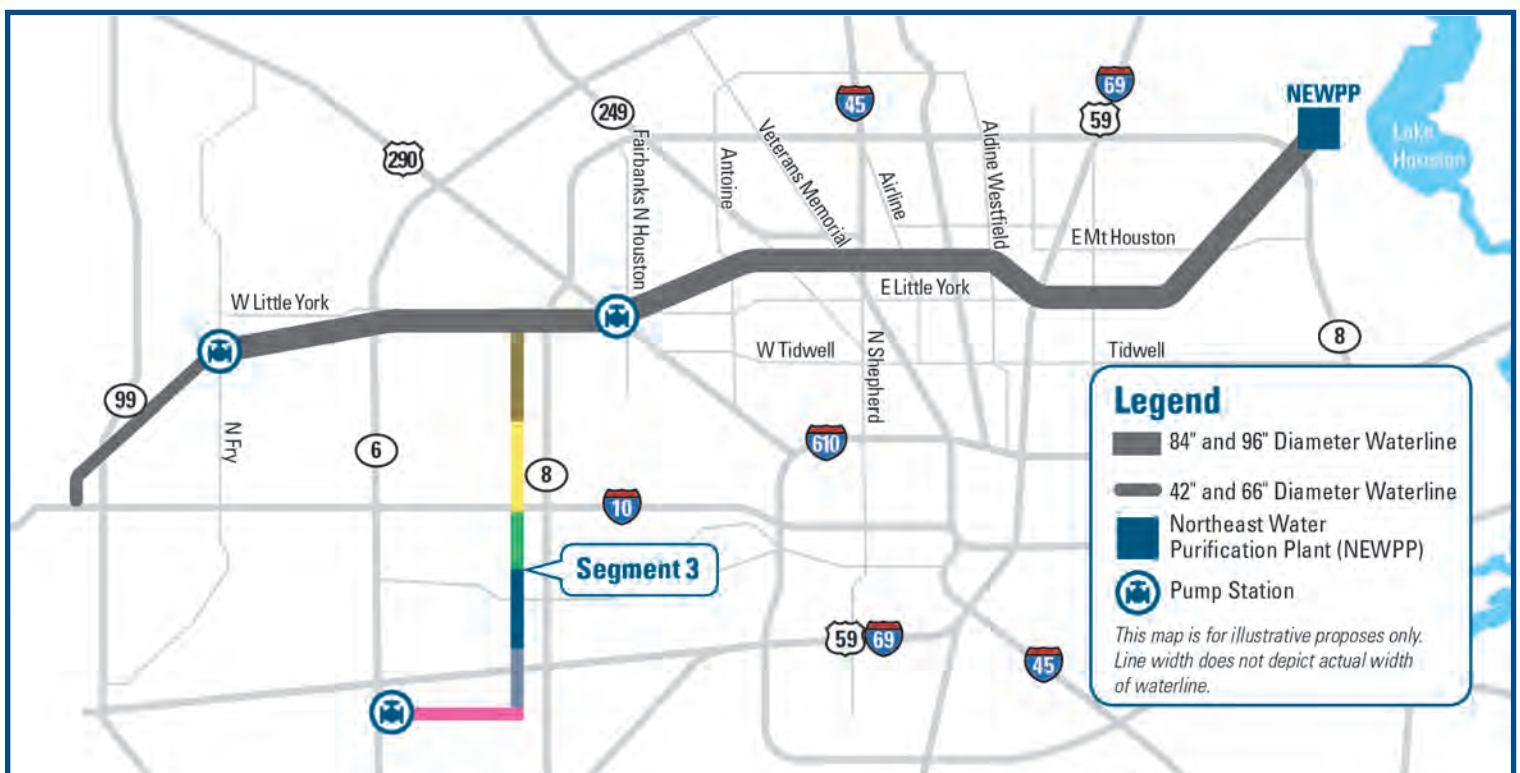 NEWPP
Lake
Houston
69
59
45
249
290
Fairbanks N Houston
Antoine
Veterans Memorial
Airline
Aldine Westfield
E Mt Houston
E Little York
W Little York
W Tidwell
N Shepherd
Tidwell
8
99
N Fry
6
8
610
10
Segment 3
59
69
45
Legend
84" and 96" Diameter Waterline
42" and 66" Diameter Waterline
Northeast Water
Purification Plant (NEWPP)
Pump Station
This map is for illustrative proposes only.
Line width does not depict actual width
of waterline.